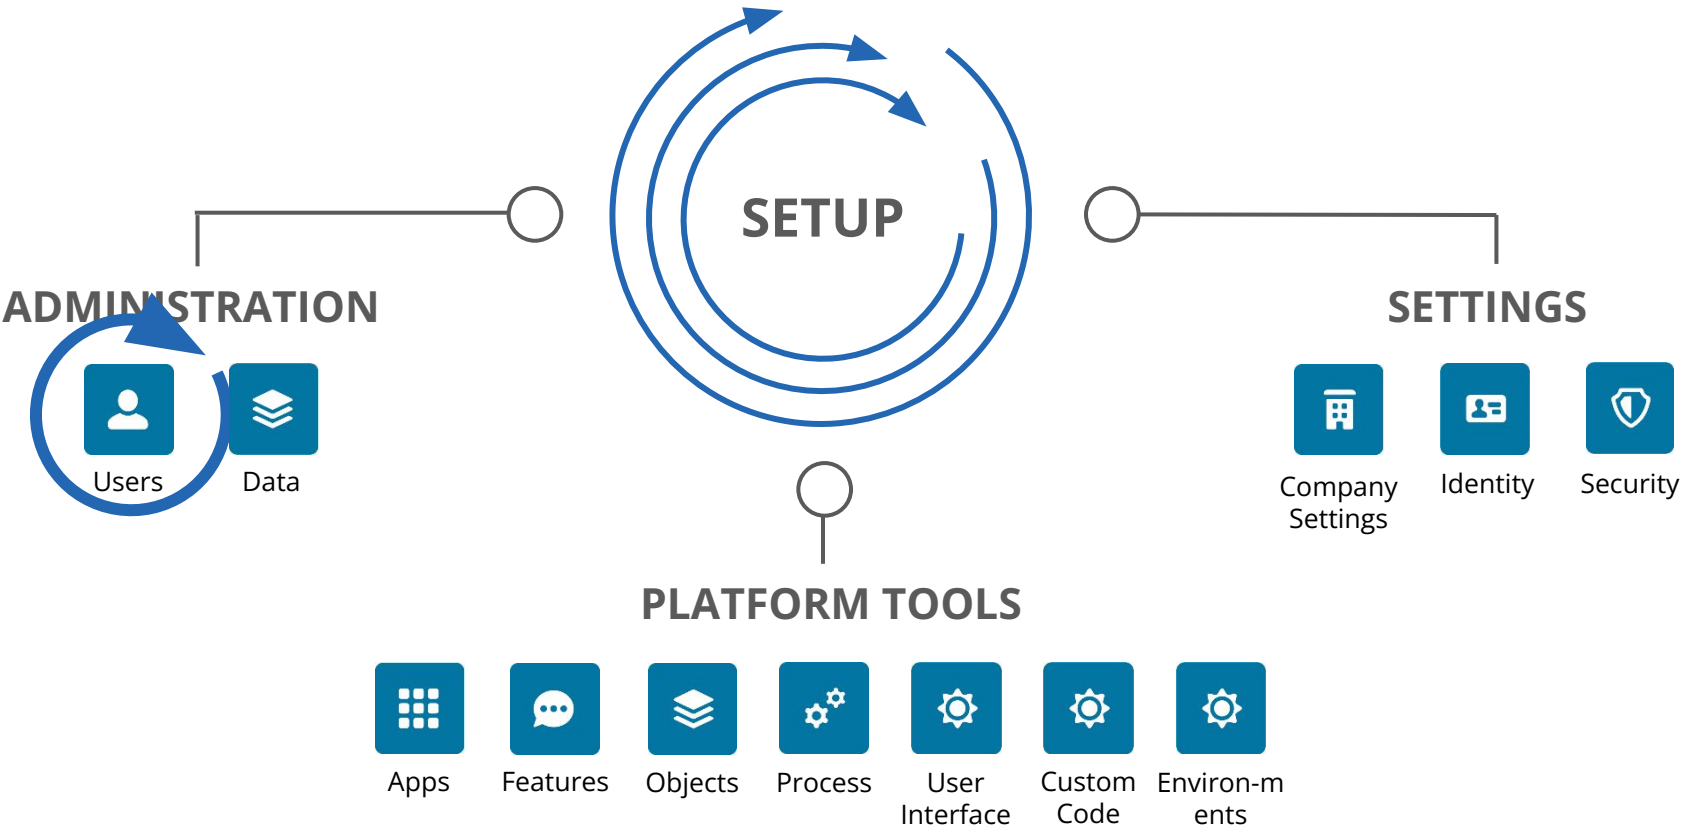 SETUP
ADMINISTRATION
Users
Data
SETTINGS
Company
Settings
Identity
Security
PLATFORM TOOLS
Apps
Features
Objects
Process
User
Interface
Custom
Code
Environ-m
ents